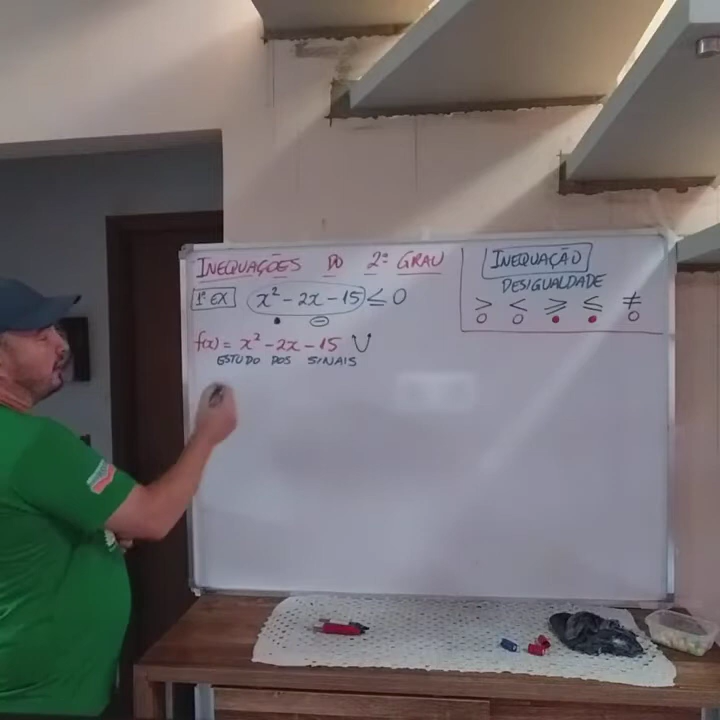 INEQUAÇÕES DO 2º GRAU
1º EX x² - 2x - 15 ≤ 0
f(x) = x² - 2x - 15
ESTUDO DOS SINAIS
INEQUAÇÃO
DESIGUALDADE
> < ≥ ≤ ≠